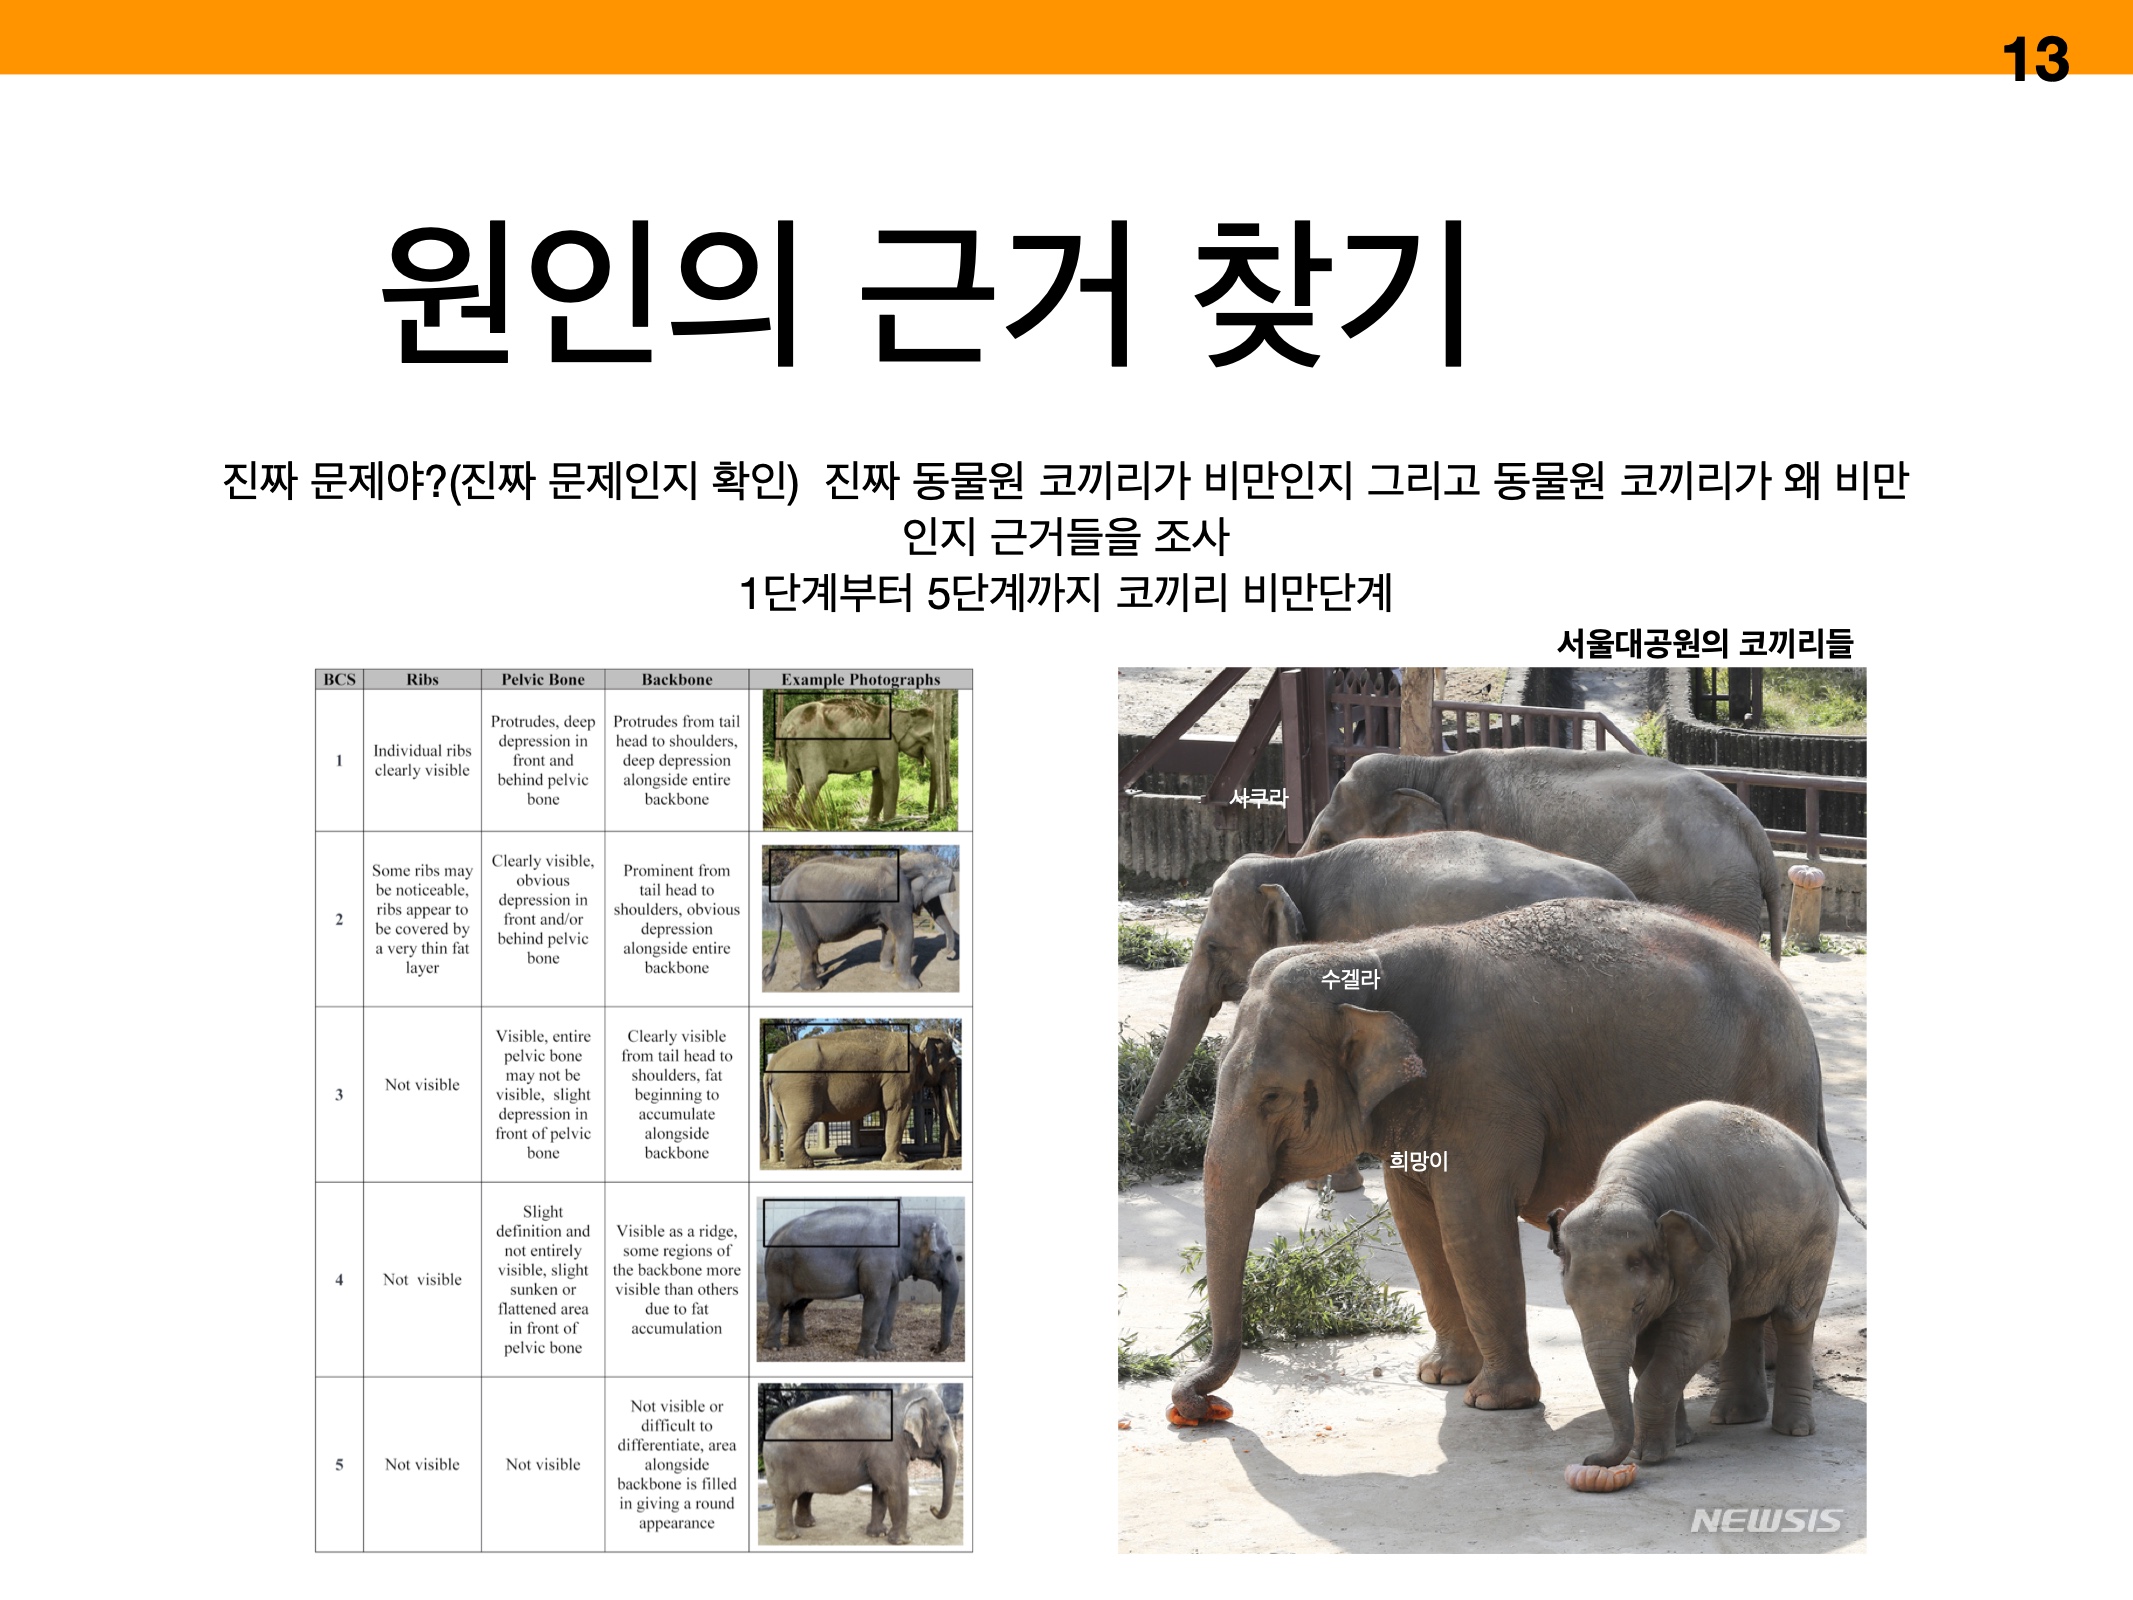 13
원인의 근거 찾기
진짜 문제야?(진짜 문제인지 확인)  진짜 동물원 코끼리가 비만인지 그리고 동물원 코끼리가 왜 비만
인지 근거들을 조사
1단계부터 5단계까지 코끼리 비만단계
서울대공원의 코끼리들
BCS Ribs Pelvic Bone Backbone Example Photographs
1
Individual ribs
clearly visible
Protrudes, deep
depression in
front and
behind pelvic
bone
Protrudes from tail
head to shoulders,
deep depression
alongside entire
backbone
2
Some ribs may
be noticeable,
ribs appear to
be covered by
a very thin fat
layer
Clearly visible,
obvious
depression in
front and/or
behind pelvic
bone
Prominent from
tail head to
shoulders, obvious
depression
alongside entire
backbone
3
Not visible
Visible, entire
pelvic bone
may not be
visible, slight
depression in
front of pelvic
bone
Clearly visible
from tail head to
shoulders, fat
beginning to
accumulate
alongside
backbone
4
Not visible
Slight
definition and
not entirely
visible, slight
sunken or
flattened area
in front of
pelvic bone
Visible as a ridge,
some regions of
the backbone more
visible than others
due to fat
accumulation
5
Not visible
Not visible
Not visible or
difficult to
differentiate, area
alongside
backbone is filled
in giving a round
appearance
사쿠라
수겔라
희망이
NEWSIS